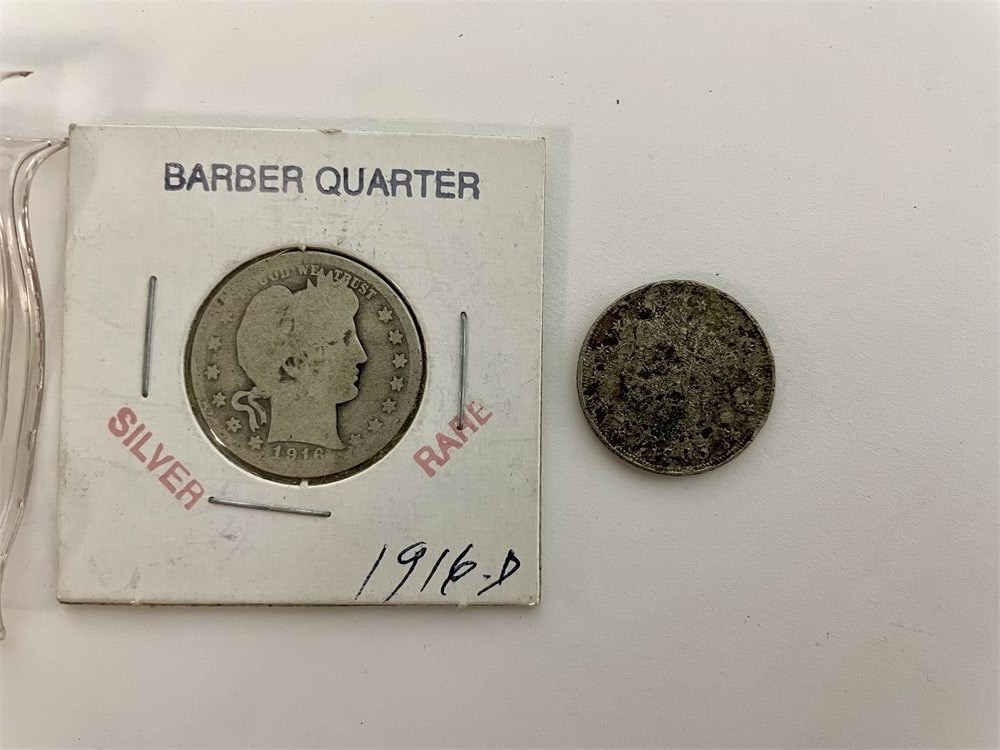 BARBER QUARTER
GOD WE TRUST
1916
SILVER
RARE
1916-D